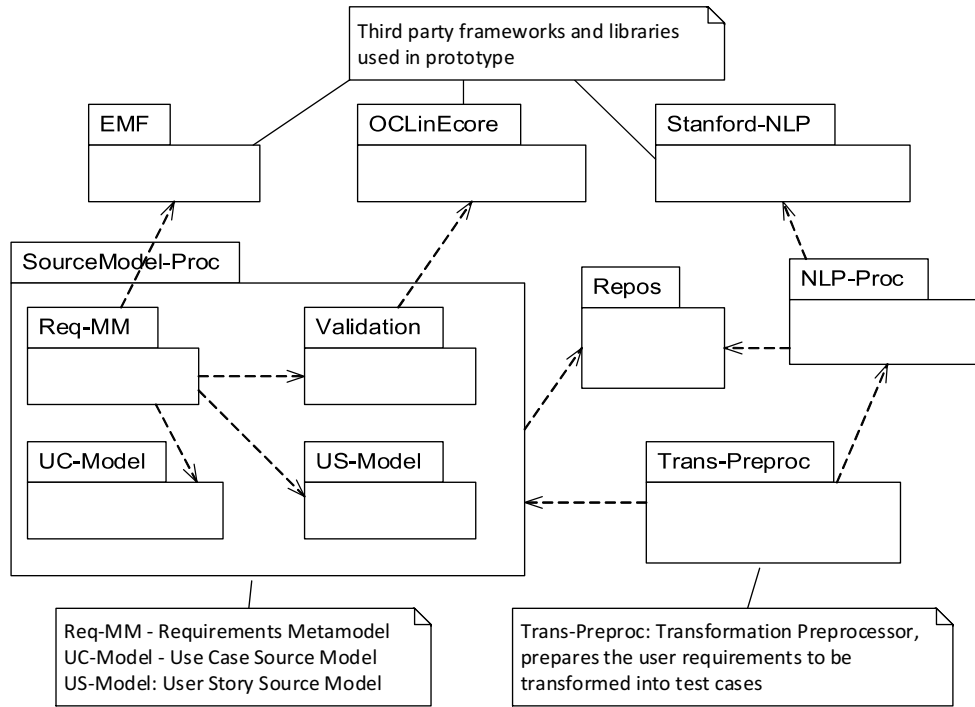 Third party frameworks and libraries
used in prototype
EMF
OCLinEcore
Stanford-NLP
SourceModel-Proc
Repos
NLP-Proc
Req-MM
Validation
UC-Model
US-Model
Trans-Preproc
Req-MM - Requirements Metamodel
UC-Model - Use Case Source Model
US-Model: User Story Source Model
Trans-Preproc: Transformation Preprocessor,
prepares the user requirements to be
transformed into test cases